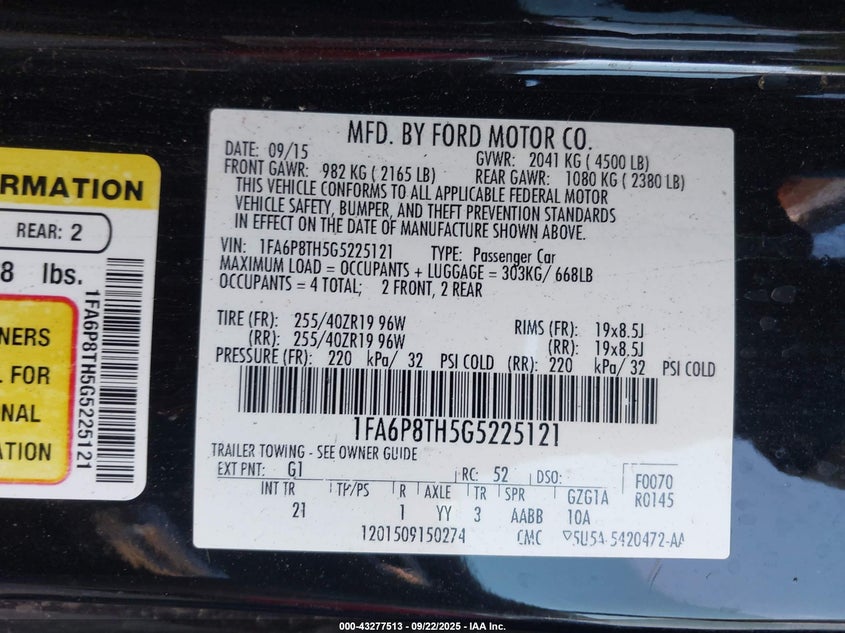 RMATION
REAR: 2
8 lbs.
NERS
. FOR
NAL
ATION
1FA6P8TH5G5225121
MFD. BY FORD MOTOR CO.
DATE: 09/15 GVWR: 2041 KG ( 4500 LB)
FRONT GAWR: 982 KG ( 2165 LB) REAR GAWR: 1080 KG ( 2380 LB)
THIS VEHICLE CONFORMS TO ALL APPLICABLE FEDERAL MOTOR
VEHICLE SAFETY, BUMPER, AND THEFT PREVENTION STANDARDS
IN EFFECT ON THE DATE OF MANUFACTURE SHOWN ABOVE.
VIN: 1FA6P8TH5G5225121 TYPE: Passenger Car
MAXIMUM LOAD = OCCUPANTS + LUGGAGE = 303KG/ 668LB
OCCUPANTS = 4 TOTAL; 2 FRONT, 2 REAR
TIRE (FR): 255/40ZR19 96W RIMS (FR): 19x8.5J
(RR): 255/40ZR19 96W (RR): 19x8.5J
PRESSURE (FR): 220 kPa/ 32 PSI COLD (RR): 220 kPa/ 32 PSI COLD
1FA6P8TH5G5225121
TRAILER TOWING - SEE OWNER GUIDE
EXT PNT: G1 RC: 52 DSO: F0070
INT TR TP/PS R AXLE TR SPR GZG1A R0145
21 1 YY 3 AABB 10A
1201509150274 CMC 5U54-5420472-AA
000-43277513 - 09/22/2025 - IAA Inc.